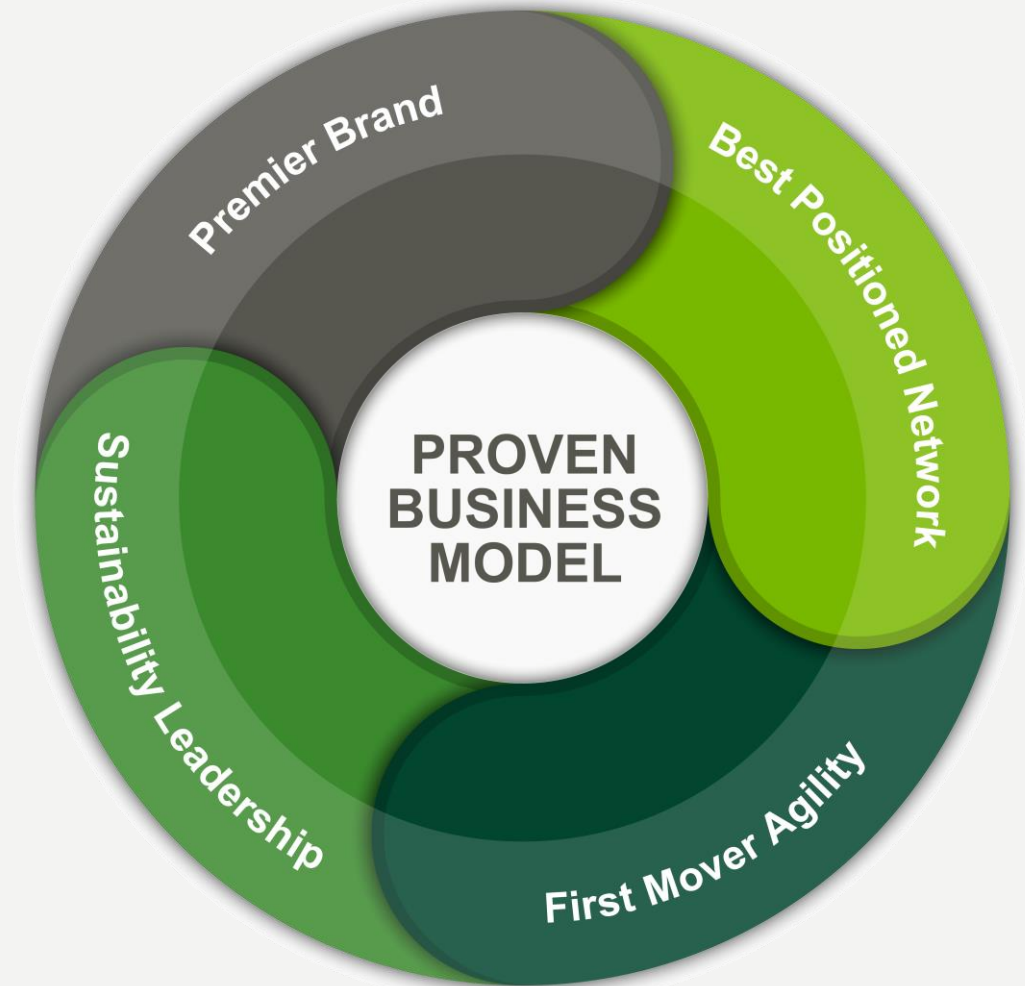 Premier Brand
Best Positioned Network
PROVEN
BUSINESS
MODEL
Sustainability Leadership
First Mover Agility